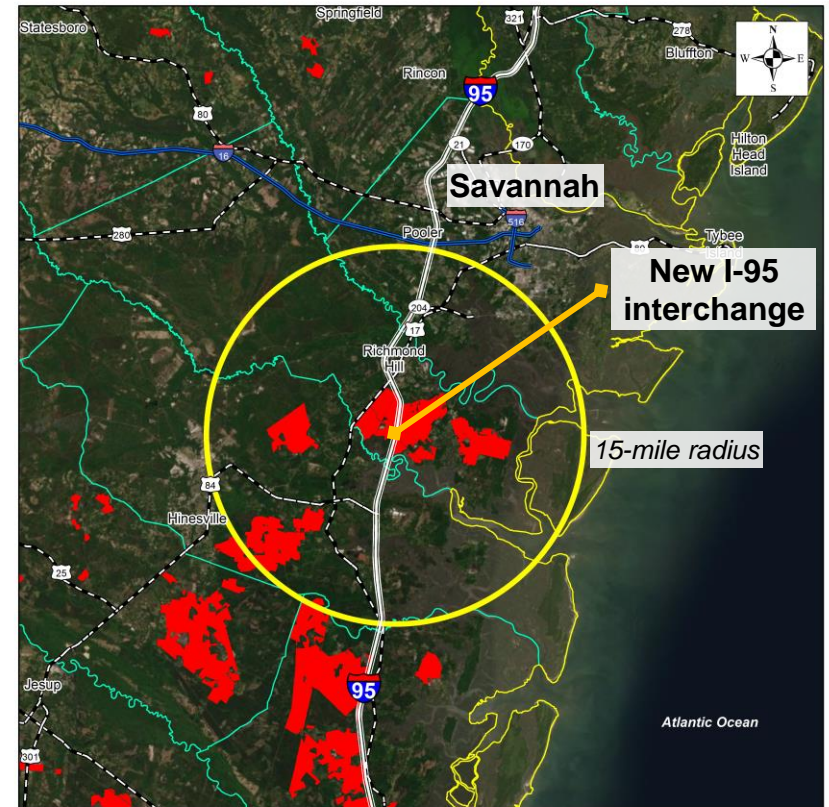 Springfield
Statesboro
321
278
Bluffton
N
W E
S
Rincon
95
80
Hilton
Head
Island
21
170
16
Savannah
516
Pooler
280
80
Tybee
Island
New I-95
interchange
204
17
Richmond
Hill
15-mile radius
84
Hinesville
25
Jesup
95
Atlantic Ocean
301